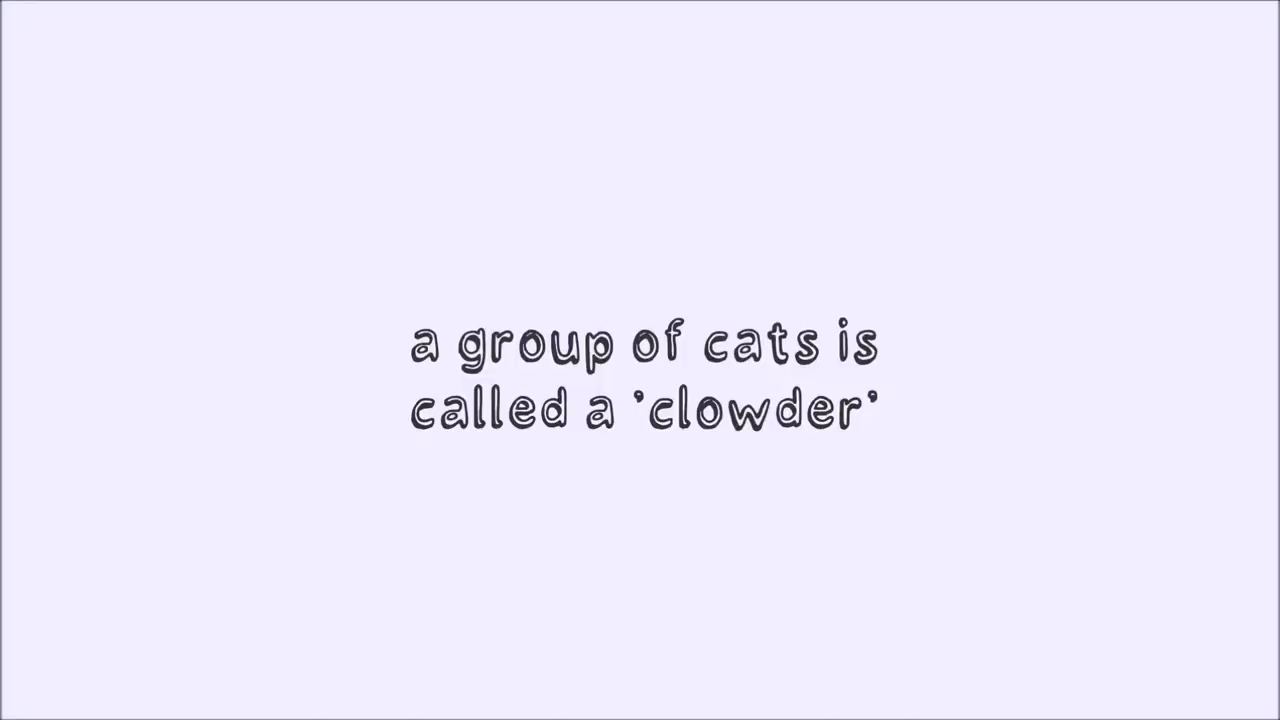 a group of cats is
called a 'clowder'